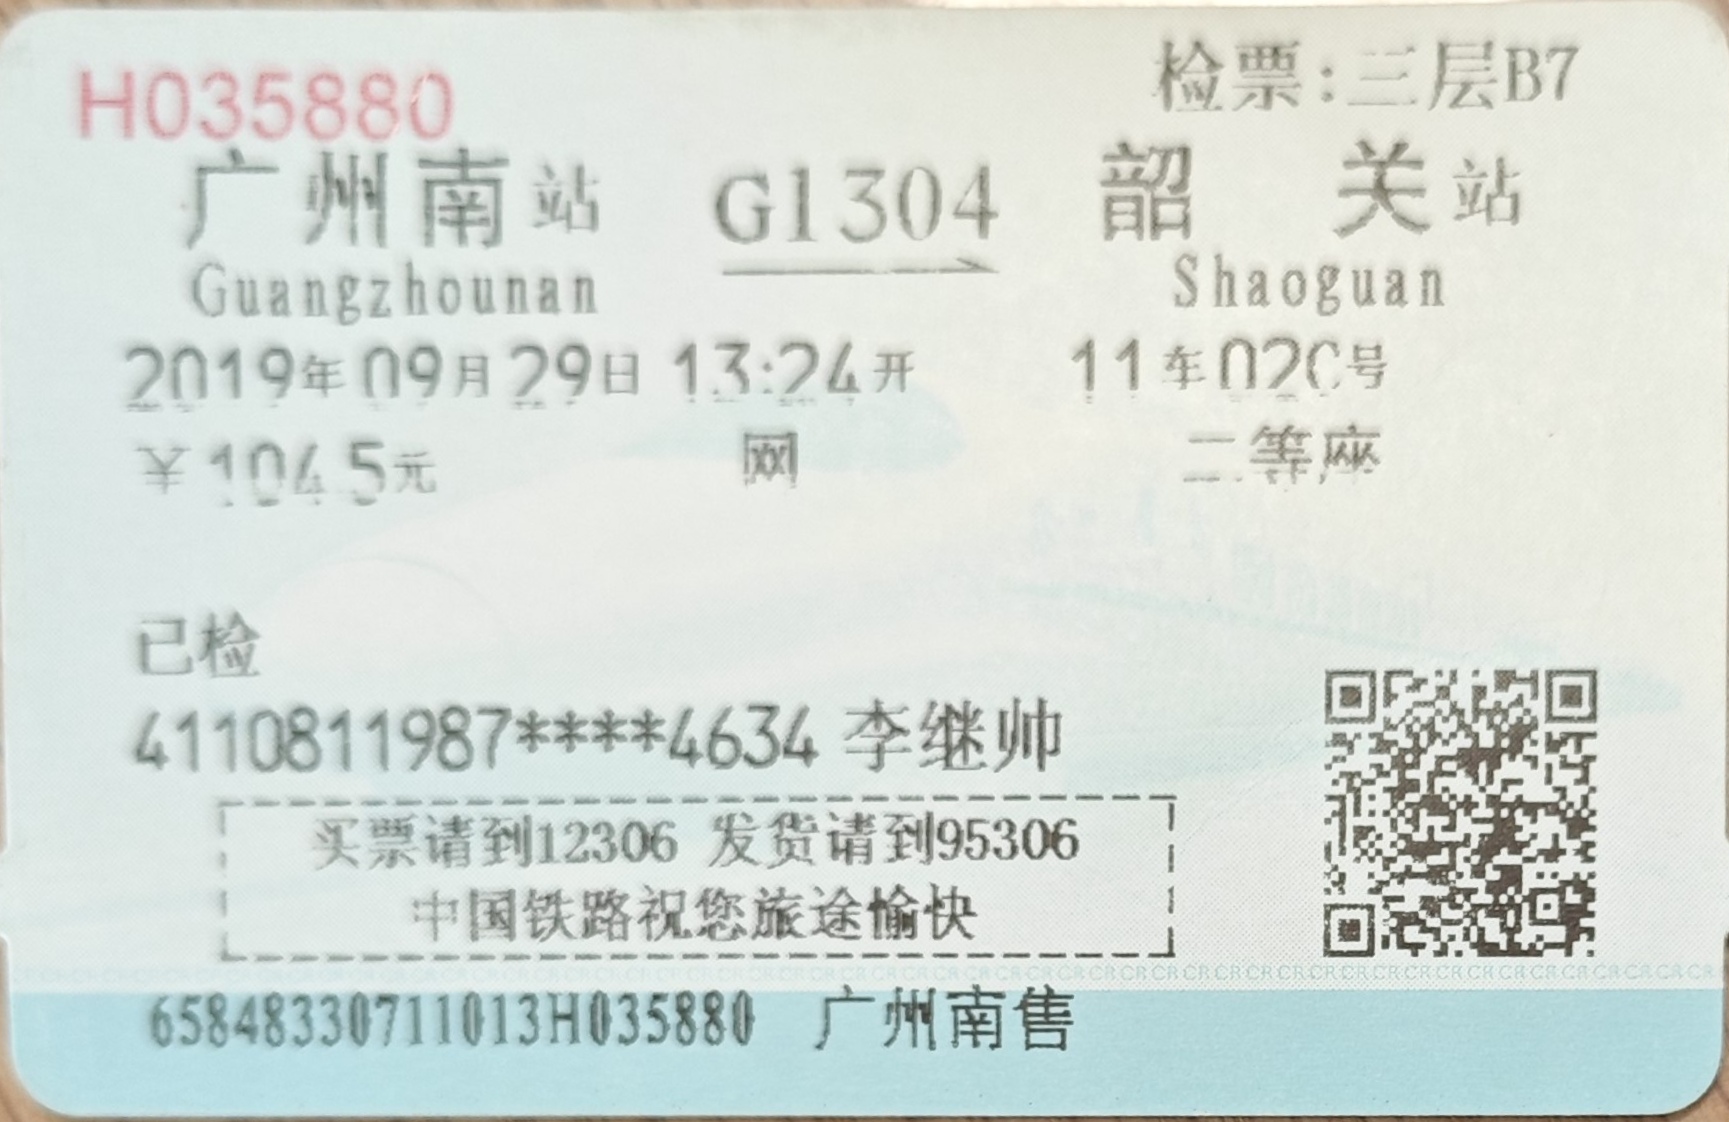 H035880
检票:三层B7
广州南站 G1304 韶关站
Guangzhounan Shaoguan
2019年09月29日 13:24开 11车02C号
¥104.5元 网 二等座
已检
4110811987****4634 李继帅
买票请到12306 发货请到95306
中国铁路祝您旅途愉快
CRCRCRCRCRCRCRCRCRCRCRCRCRCRCRCRCRCRCRCRCRCRCRCRCRCR
65848330711013H035880 广州南售